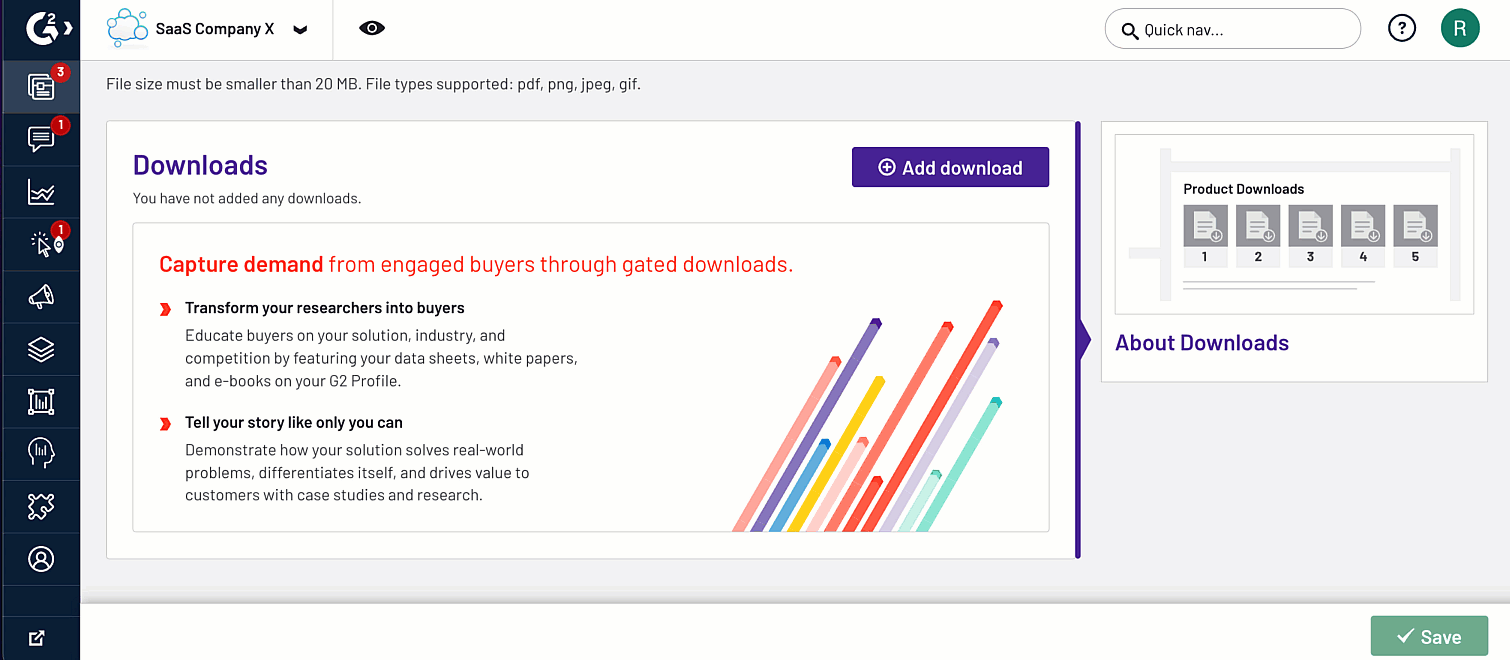 G2
SaaS Company X
Quick nav...
?
R
3
1
1
File size must be smaller than 20 MB. File types supported: pdf, png, jpeg, gif.
Downloads
You have not added any downloads.
Add download
Capture demand from engaged buyers through gated downloads.
Transform your researchers into buyers
Educate buyers on your solution, industry, and
competition by featuring your data sheets, white papers,
and e-books on your G2 Profile.
Tell your story like only you can
Demonstrate how your solution solves real-world
problems, differentiates itself, and drives value to
customers with case studies and research.
Product Downloads
1 2 3 4 5
About Downloads
Save